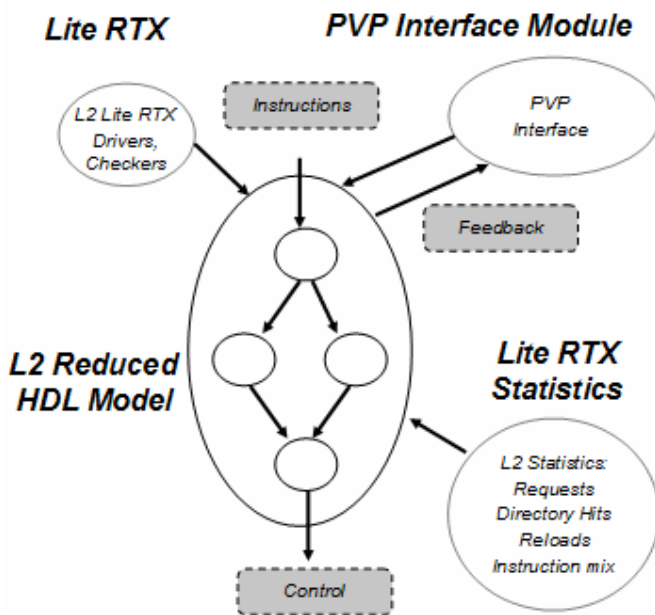 Lite RTX
PVP Interface Module
L2 Lite RTX
Drivers,
Checkers
Instructions
PVP
Interface
Feedback
L2 Reduced
HDL Model
Lite RTX
Statistics
L2 Statistics:
Requests
Directory Hits
Reloads
Instruction mix
Control